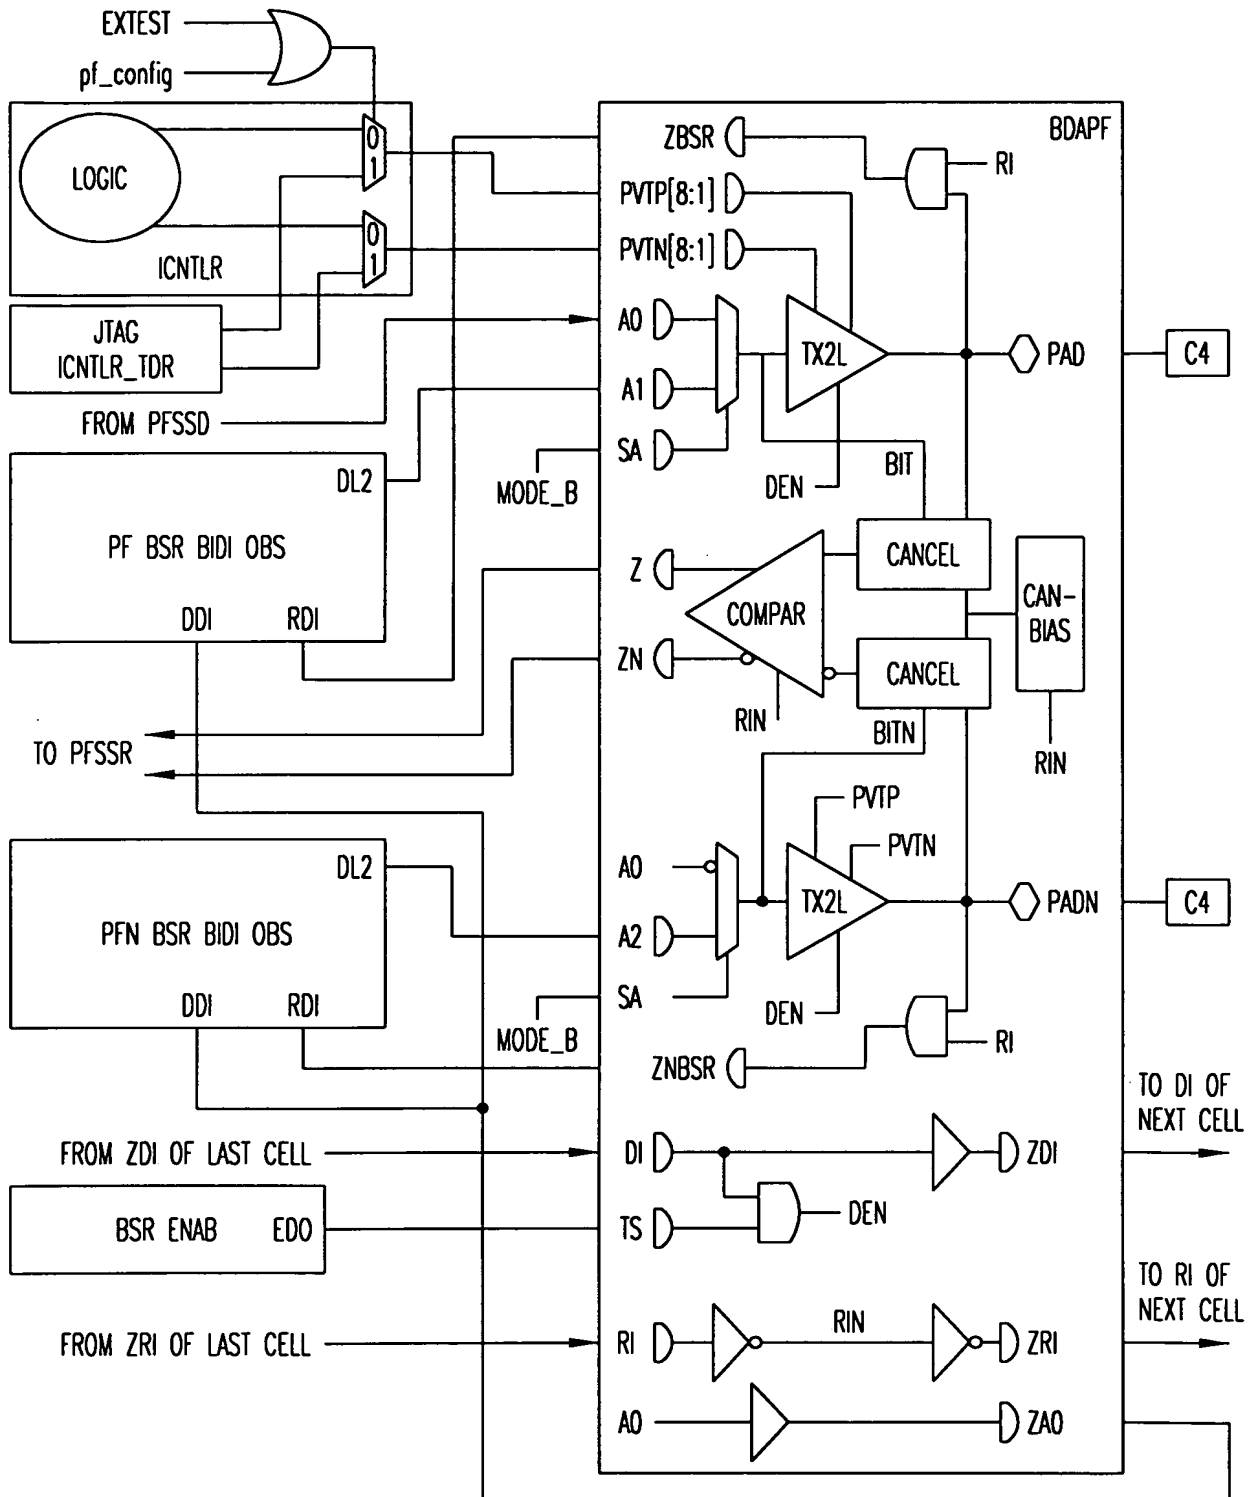 EXTEST
pf_config
LOGIC
0
1
0
1
ICNTLR
JTAG
ICNTLR_TDR
FROM PFSSD
DL2
PF BSR BIDI OBS
DDI
RDI
TO PFSSR
DL2
PFN BSR BIDI OBS
DDI
RDI
FROM ZDI OF LAST CELL
BSR ENAB
EDO
FROM ZRI OF LAST CELL
MODE_B
MODE_B
BDAPF
ZBSR
RI
PVTP[8:1]
PVTN[8:1]
A0
A1
SA
TX2L
DEN
PAD
C4
BIT
CANCEL
Z
COMPAR
ZN
CANCEL
CAN-
BIAS
RIN
BITN
RIN
PVTP
PVTN
A0
A2
SA
TX2L
DEN
PADN
C4
ZNBSR
RI
DI
TS
DEN
ZDI
TO DI OF
NEXT CELL
RI
RIN
ZRI
TO RI OF
NEXT CELL
A0
ZA0